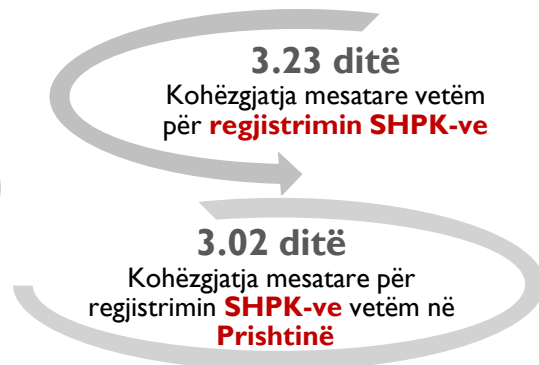 3.23 ditë
Kohëzgjatja mesatare vetëm
për regjistrimin SHPK-ve
3.02 ditë
Kohëzgjatja mesatare për
regjistrimin SHPK-ve vetëm në
Prishtinë